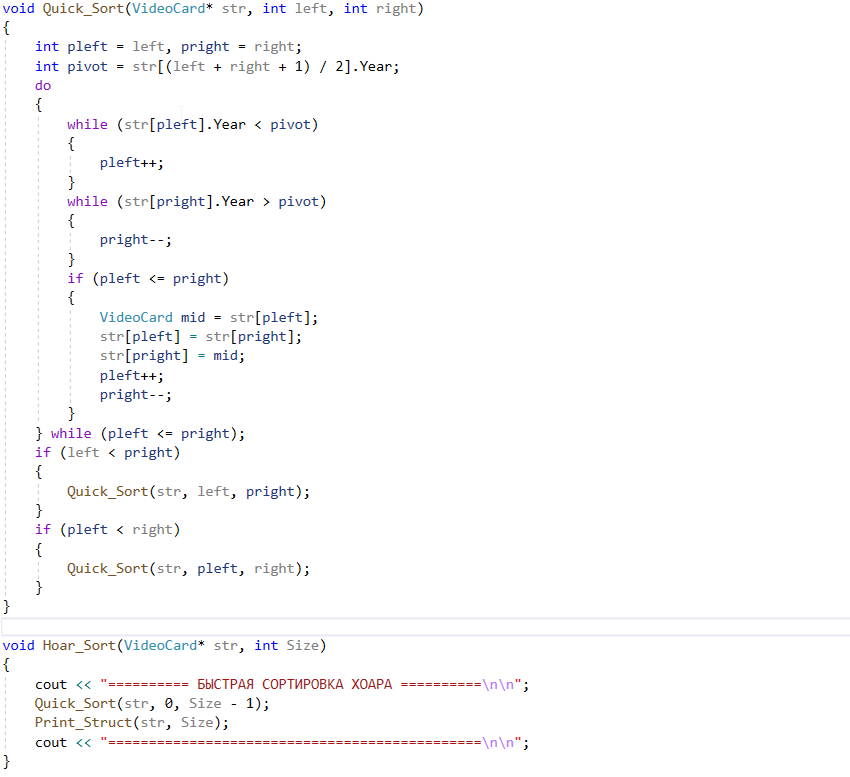 void Quick_Sort(VideoCard* str, int left, int right)
{
    int pleft = left, pright = right;
    int pivot = str[(left + right + 1) / 2].Year;
    do
    {
        while (str[pleft].Year < pivot)
        {
            pleft++;
        }
        while (str[pright].Year > pivot)
        {
            pright--;
        }
        if (pleft <= pright)
        {
            VideoCard mid = str[pleft];
            str[pleft] = str[pright];
            str[pright] = mid;
            pleft++;
            pright--;
        }
    } while (pleft <= pright);
    if (left < pright)
    {
        Quick_Sort(str, left, pright);
    }
    if (pleft < right)
    {
        Quick_Sort(str, pleft, right);
    }
}
void Hoar_Sort(VideoCard* str, int Size)
{
    cout << "========== БЫСТРАЯ СОРТИРОВКА ХОАРА ==========\n\n";
    Quick_Sort(str, 0, Size - 1);
    Print_Struct(str, Size);
    cout << "==============================================\n\n";
}